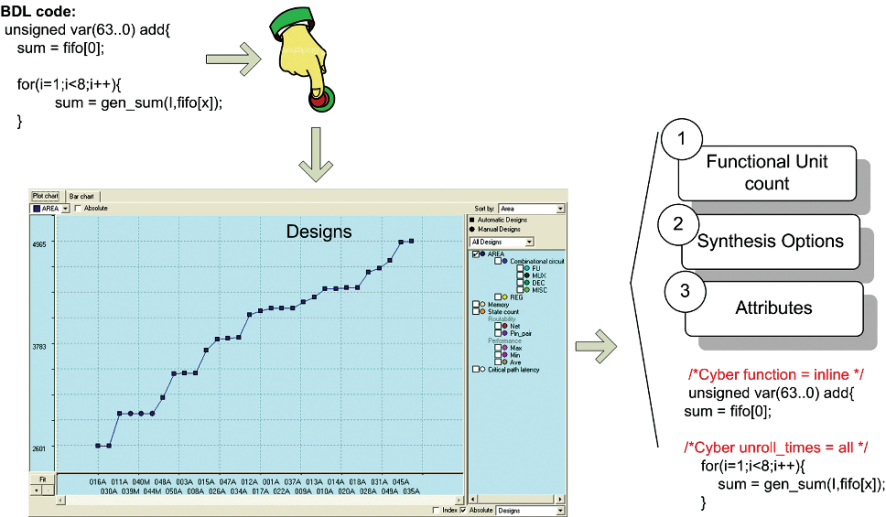 BDL code:
unsigned var(63..0) add{
sum = fifo[0];
for(i=1;i<8;i++){
sum = gen_sum(I,fifo[x]);
}
Plot chart Bar chart
AREA Absolute Sort by: Area
Designs
Automatic Designs
Manual Designs
All Designs
AREA
Combinational circuit
FU
MUX
DEC
MISC
REG
Memory
State count
Routability
Net
Pin_pair
Performance
Max
Min
Ave
Critical path latency
4965
3783
2601
Fit
016A 011A 040M 048A 003A 015A 047A 012A 001A 037A 013A 014A 018A 031A 045A
030A 039M 044M 050A 008A 026A 034A 017A 022A 009A 010A 020A 028A 049A 035A
Index Absolute Designs
1
Functional Unit
count
2
Synthesis Options
3
Attributes
/*Cyber function = inline */
unsigned var(63..0) add{
sum = fifo[0];
/*Cyber unroll_times = all */
for(i=1;i<8;i++){
sum = gen_sum(I,fifo[x]);
}